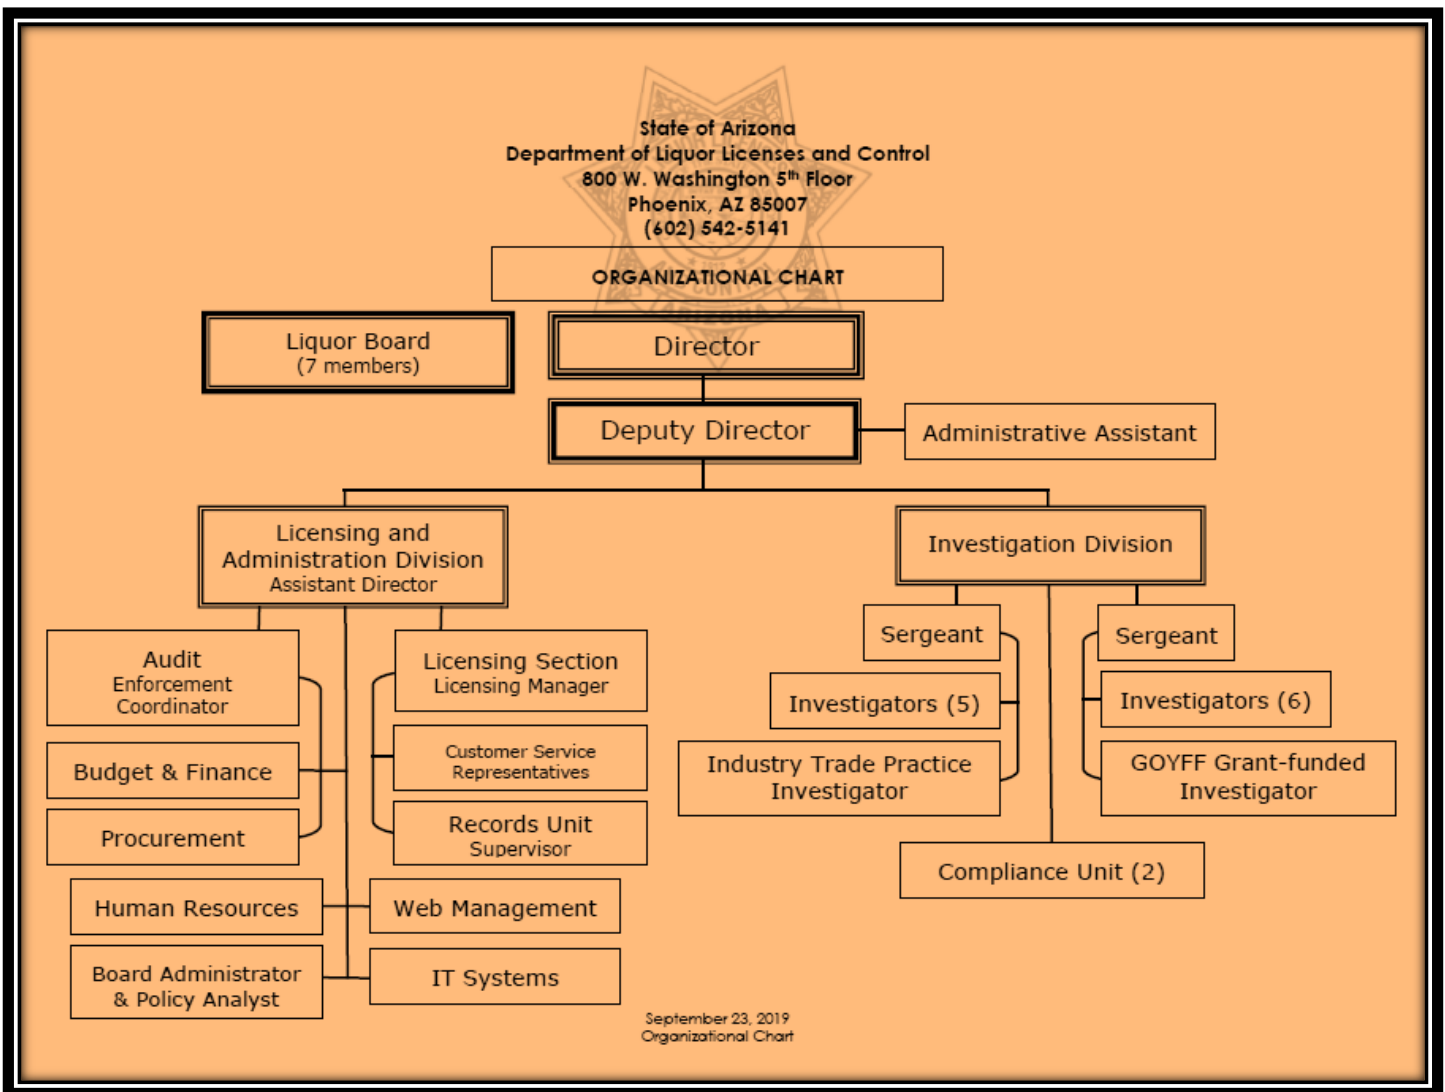 State of Arizona
Department of Liquor Licenses and Control
800 W. Washington 5th Floor
Phoenix, AZ 85007
(602) 542-5141
ORGANIZATIONAL CHART
Liquor Board
(7 members)
Director
Deputy Director
Administrative Assistant
Licensing and
Administration Division
Assistant Director
Investigation Division
Audit
Enforcement
Coordinator
Budget & Finance
Procurement
Licensing Section
Licensing Manager
Customer Service
Representatives
Records Unit
Supervisor
Human Resources
Web Management
Board Administrator
& Policy Analyst
IT Systems
Sergeant
Investigators (5)
Industry Trade Practice
Investigator
Sergeant
Investigators (6)
GOYFF Grant-funded
Investigator
Compliance Unit (2)
September 23, 2019
Organizational Chart
ARIZONA